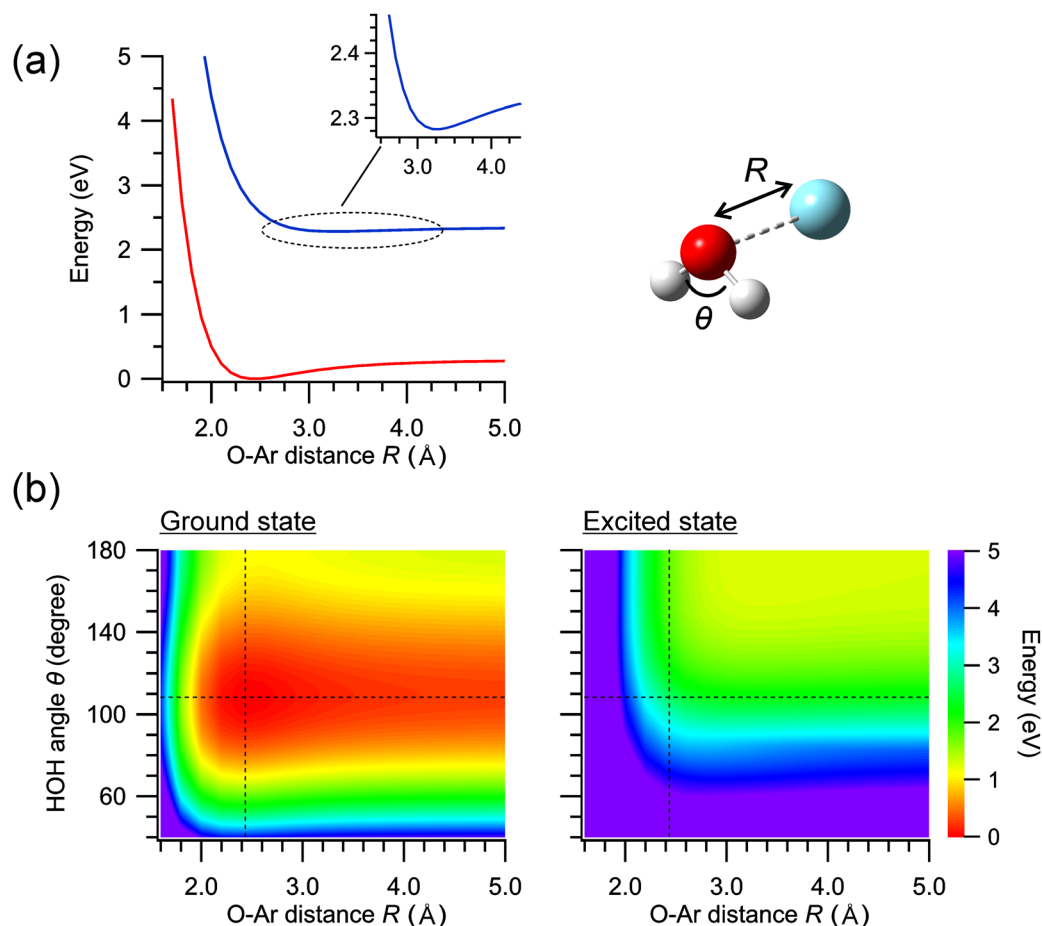 (a)
Energy (eV)
5
4
3
2
1
0
2.0 3.0 4.0 5.0
O-Ar distance R (Å)
2.4
2.3
3.0 4.0
R
θ
(b)
Ground state
HOH angle θ (degree)
180
140
100
60
2.0 3.0 4.0 5.0
O-Ar distance R (Å)
Excited state
2.0 3.0 4.0 5.0
O-Ar distance R (Å)
5
4
3
2
1
0
Energy (eV)